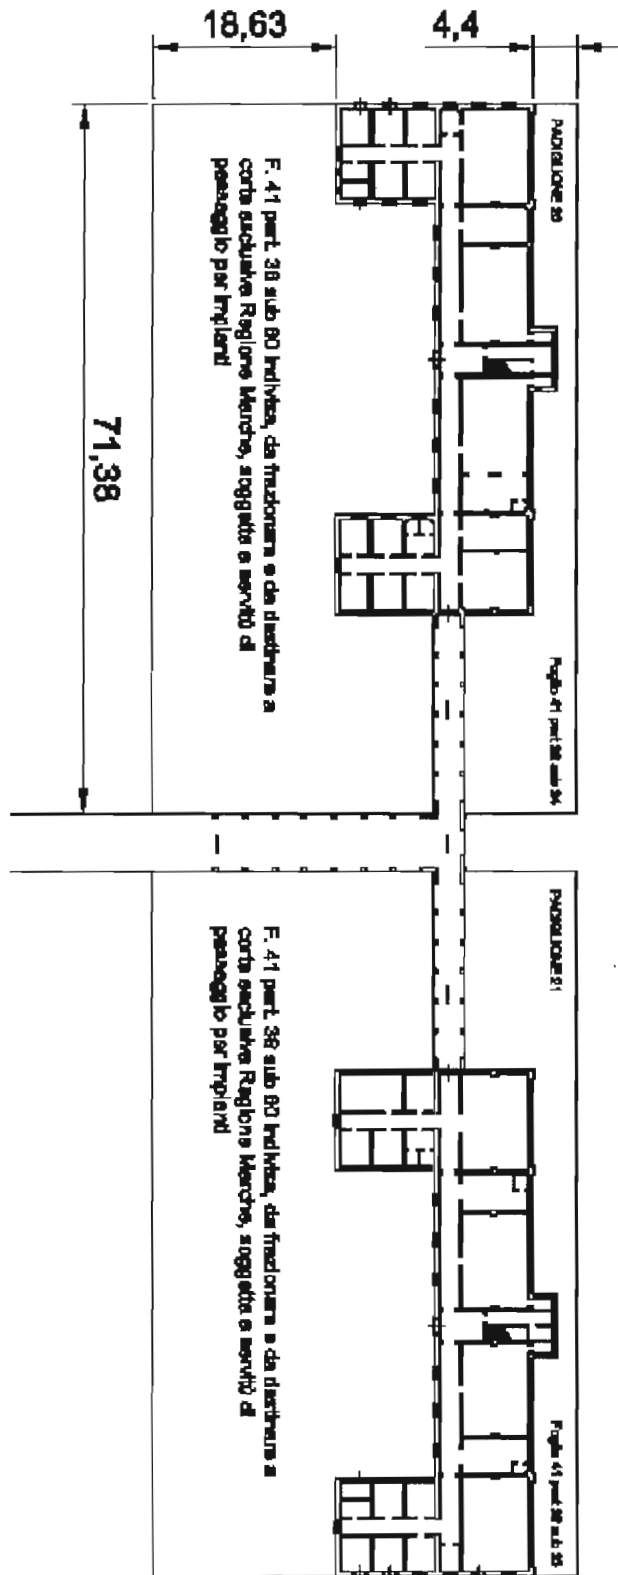 18,63
4,4
71,38
PADIGLIONE 20
F. 41 part. 38 sub 60 indivisa, da frazionare e da destinare a
corte esclusiva Regione Marche, soggetta a servitù di
passaggio per impianti
Foglio 41 part 38 sub 34
PADIGLIONE 21
F. 41 part. 38 sub 60 indivisa, da frazionare e da destinare a
corte esclusiva Regione Marche, soggetta a servitù di
passaggio per impianti
Foglio 41 part 38 sub 35